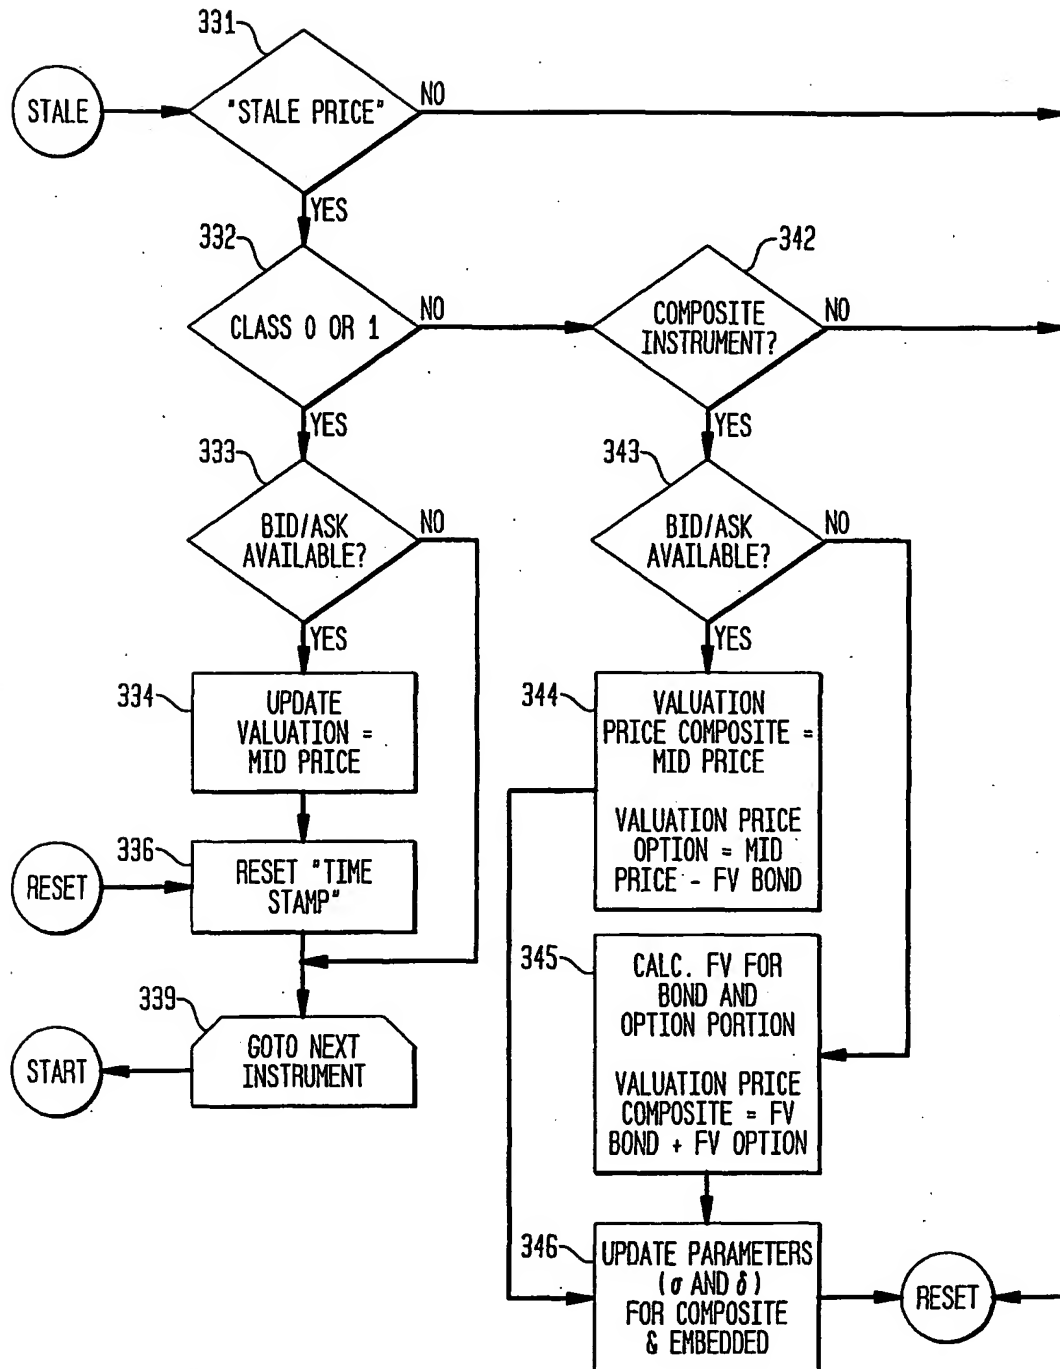 331
STALE
"STALE PRICE"
NO
YES
332
CLASS 0 OR 1
NO
342
COMPOSITE
INSTRUMENT?
NO
YES
YES
333
BID/ASK
AVAILABLE?
NO
343
BID/ASK
AVAILABLE?
NO
YES
YES
334
UPDATE
VALUATION =
MID PRICE
344
VALUATION
PRICE COMPOSITE =
MID PRICE
VALUATION PRICE
OPTION = MID
PRICE - FV BOND
336
RESET
RESET "TIME
STAMP"
345
CALC. FV FOR
BOND AND
OPTION PORTION
VALUATION PRICE
COMPOSITE = FV
BOND + FV OPTION
339
START
GOTO NEXT
INSTRUMENT
346
UPDATE PARAMETERS
(σ AND δ)
FOR COMPOSITE
& EMBEDDED
RESET